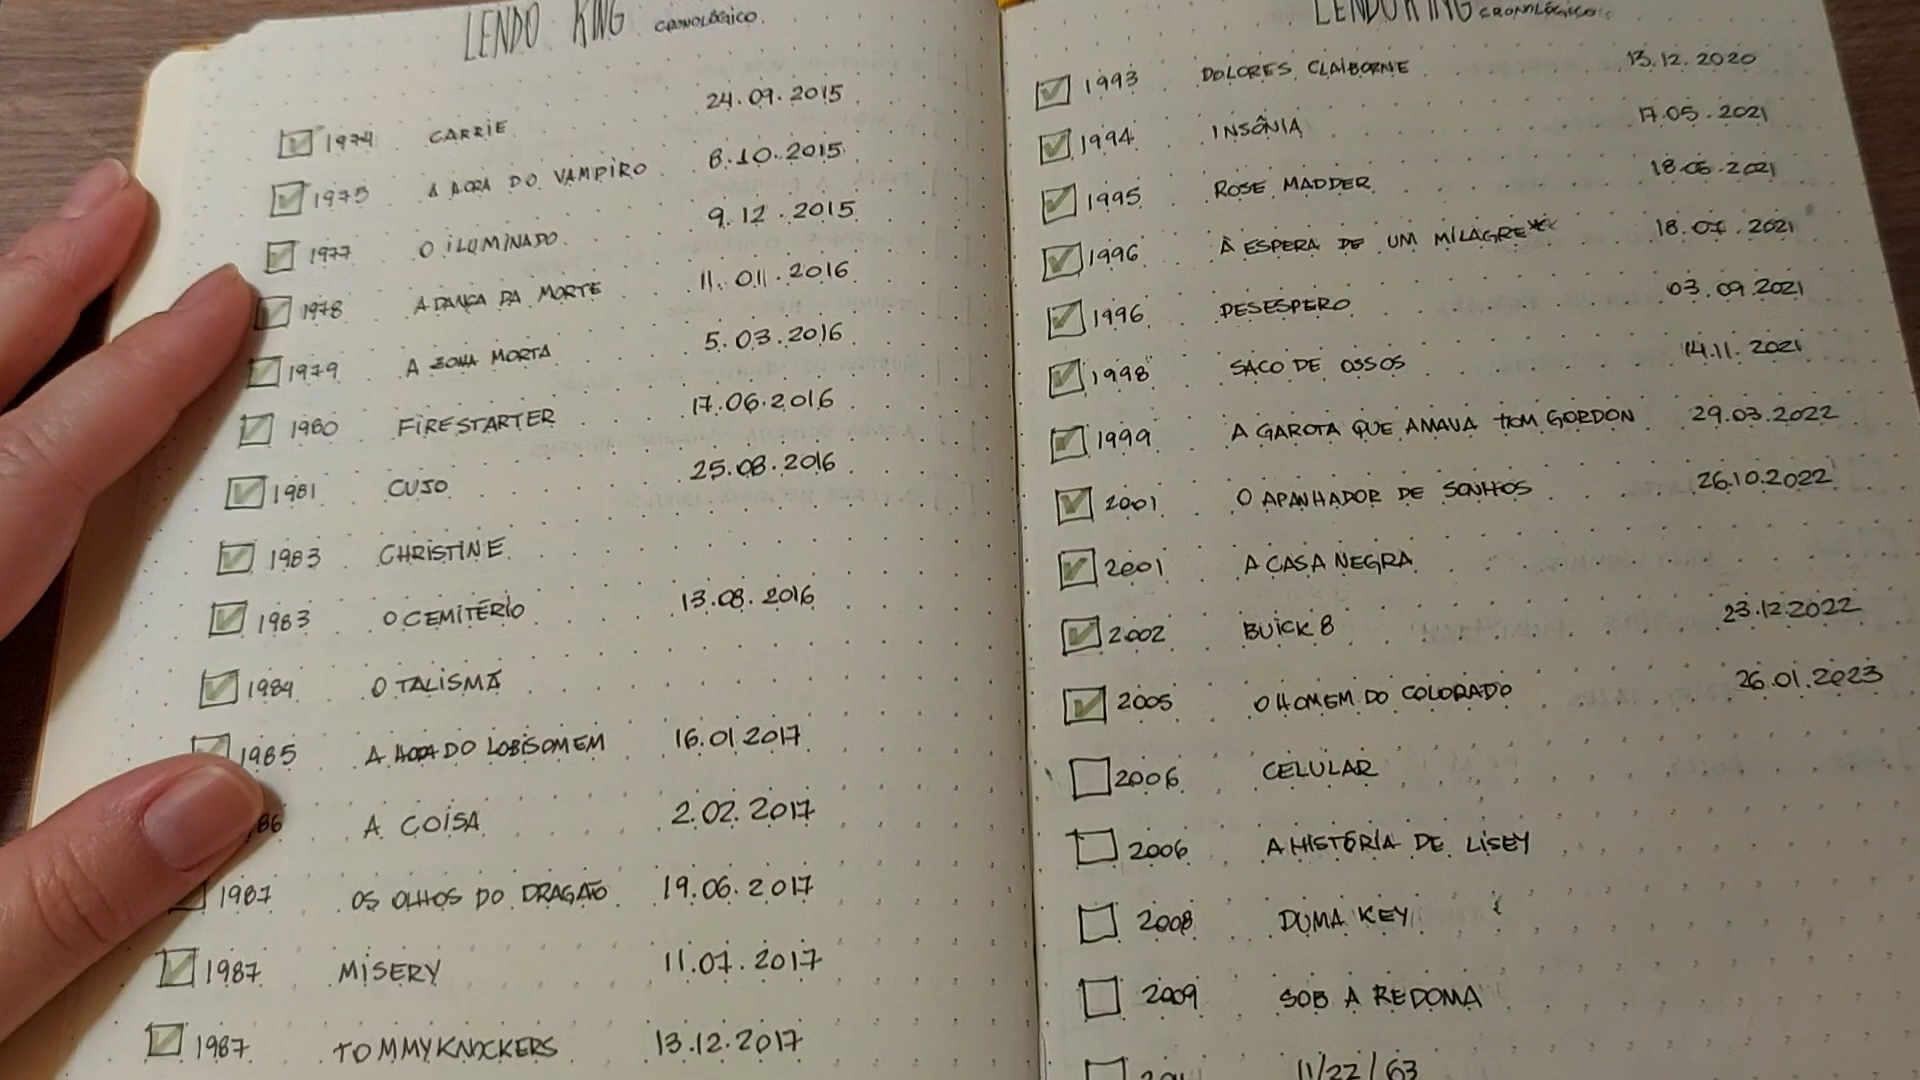 LENDO KING CRONOLÓGICO
1974 CARRIE 24.09.2015
1975 A HORA DO VAMPIRO 8.10.2015
1977 O ILUMINADO 9.12.2015
1978 A DANÇA DA MORTE 11.01.2016
1979 A ZONA MORTA 5.03.2016
1980 FIRESTARTER 17.06.2016
1981 CUJO 25.08.2016
1983 CHRISTINE
1983 O CEMITÉRIO 13.08.2016
1984 O TALISMÃ
1985 A HORA DO LOBISOMEM 16.01.2017
86 A COISA 2.02.2017
1987 OS OLHOS DO DRAGÃO 19.06.2017
1987 MISERY 11.07.2017
1987 TOMMYKNOCKERS 13.12.2017
LENDO KING CRONOLÓGICO
1993 DOLORES CLAIBORNE 13.12.2020
1994 INSÔNIA 17.05.2021
1995 ROSE MADDER 18.06.2021
1996 À ESPERA DE UM MILAGRE 18.07.2021
1996 DESESPERO 03.09.2021
1998 SACO DE OSSOS 14.11.2021
1999 A GAROTA QUE AMAVA TOM GORDON 29.03.2022
2001 O APANHADOR DE SONHOS 26.10.2022
2001 A CASA NEGRA
2002 BUICK 8 23.12.2022
2005 O HOMEM DO COLORADO 26.01.2023
2006 CELULAR
2006 A HISTÓRIA DE LISEY
2008 DUMA KEY
2009 SOB A REDOMA
11/22/63